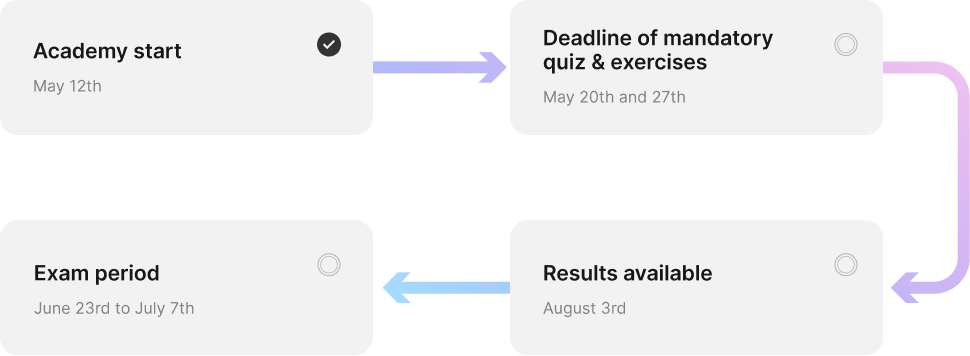 Academy start
May 12th
Deadline of mandatory
quiz & exercises
May 20th and 27th
Results available
August 3rd
Exam period
June 23rd to July 7th